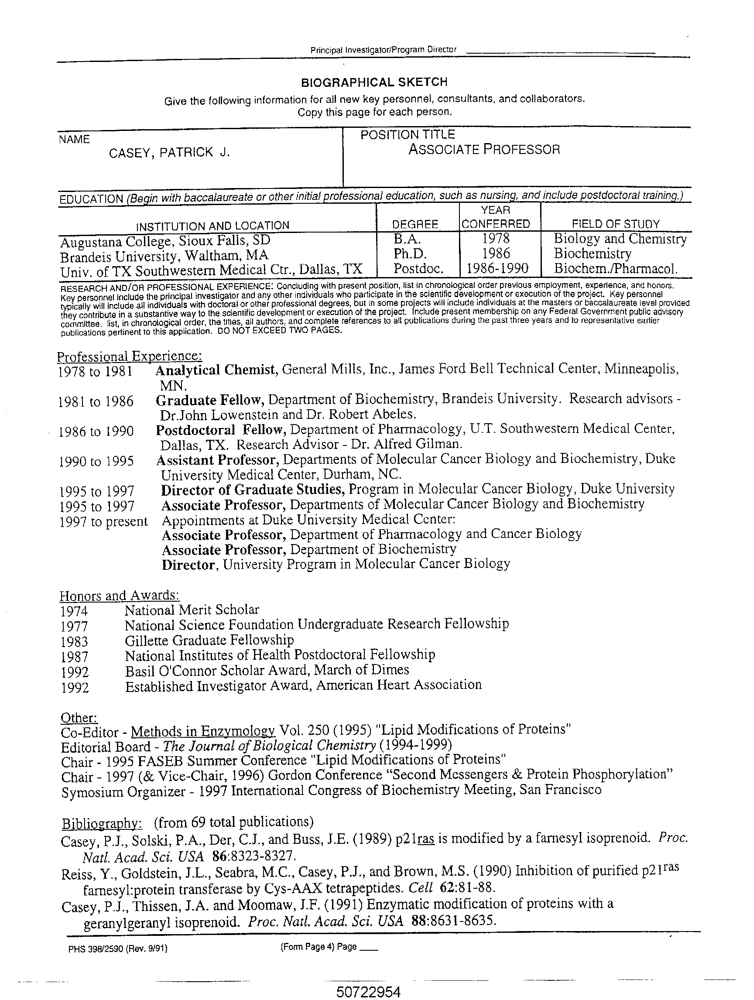 Principal Investigator/Program Director
BIOGRAPHICAL SKETCH
Give the following information for all new key personnel, consultants, and collaborators.
Copy this page for each person.
NAME
POSITION TITLE
CASEY, PATRICK J.
ASSOCIATE PROFESSOR
EDUCATION (Begin with baccalaureate or other initial professional education, such as nursing, and include postdoctoral training.)
INSTITUTION AND LOCATION DEGREE YEAR CONFERRED FIELD OF STUDY
Augustana College, Sioux Falls, SD B.A. 1978 Biology and Chemistry
Brandeis University, Waltham, MA Ph.D. 1986 Biochemistry
Univ. of TX Southwestern Medical Ctr., Dallas, TX Postdoc. 1986-1990 Biochem./Pharmacol.
RESEARCH AND/OR PROFESSIONAL EXPERIENCE: Concluding with present position, list in chronological order previous employment, experience, and honors.
Key personnel include the principal investigator and any other individuals who participate in the scientific development or execution of the project. Key personnel
typically will include all individuals with doctoral or other professional degrees, but in some projects will include individuals at the masters or baccalaureate level provided
they contribute in a substantive way to the scientific development or execution of the project. Include present membership on any Federal Government public advisory
committee. list, in chronological order, the titles, all authors, and complete references to all publications during the past three years and to representative earlier
publications pertinent to this application. DO NOT EXCEED TWO PAGES.
Professional Experience:
1978 to 1981 Analytical Chemist, General Mills, Inc., James Ford Bell Technical Center, Minneapolis,
MN.
1981 to 1986 Graduate Fellow, Department of Biochemistry, Brandeis University. Research advisors -
Dr.John Lowenstein and Dr. Robert Abeles.
1986 to 1990 Postdoctoral Fellow, Department of Pharmacology, U.T. Southwestern Medical Center,
Dallas, TX. Research Advisor - Dr. Alfred Gilman.
1990 to 1995 Assistant Professor, Departments of Molecular Cancer Biology and Biochemistry, Duke
University Medical Center, Durham, NC.
1995 to 1997 Director of Graduate Studies, Program in Molecular Cancer Biology, Duke University
1995 to 1997 Associate Professor, Departments of Molecular Cancer Biology and Biochemistry
1997 to present Appointments at Duke University Medical Center:
Associate Professor, Department of Pharmacology and Cancer Biology
Associate Professor, Department of Biochemistry
Director, University Program in Molecular Cancer Biology
Honors and Awards:
1974 National Merit Scholar
1977 National Science Foundation Undergraduate Research Fellowship
1983 Gillette Graduate Fellowship
1987 National Institutes of Health Postdoctoral Fellowship
1992 Basil O'Connor Scholar Award, March of Dimes
1992 Established Investigator Award, American Heart Association
Other:
Co-Editor - Methods in Enzymology Vol. 250 (1995) "Lipid Modifications of Proteins"
Editorial Board - The Journal of Biological Chemistry (1994-1999)
Chair - 1995 FASEB Summer Conference "Lipid Modifications of Proteins"
Chair - 1997 (& Vice-Chair, 1996) Gordon Conference “Second Messengers & Protein Phosphorylation”
Symosium Organizer - 1997 International Congress of Biochemistry Meeting, San Francisco
Bibliography: (from 69 total publications)
Casey, P.J., Solski, P.A., Der, C.J., and Buss, J.E. (1989) p21ras is modified by a farnesyl isoprenoid. Proc.
Natl. Acad. Sci. USA 86:8323-8327.
Reiss, Y., Goldstein, J.L., Seabra, M.C., Casey, P.J., and Brown, M.S. (1990) Inhibition of purified p21ras
farnesyl:protein transferase by Cys-AAX tetrapeptides. Cell 62:81-88.
Casey, P.J., Thissen, J.A. and Moomaw, J.F. (1991) Enzymatic modification of proteins with a
geranylgeranyl isoprenoid. Proc. Natl. Acad. Sci. USA 88:8631-8635.
PHS 398/2590 (Rev. 9/91) (Form Page 4) Page ____
50722954